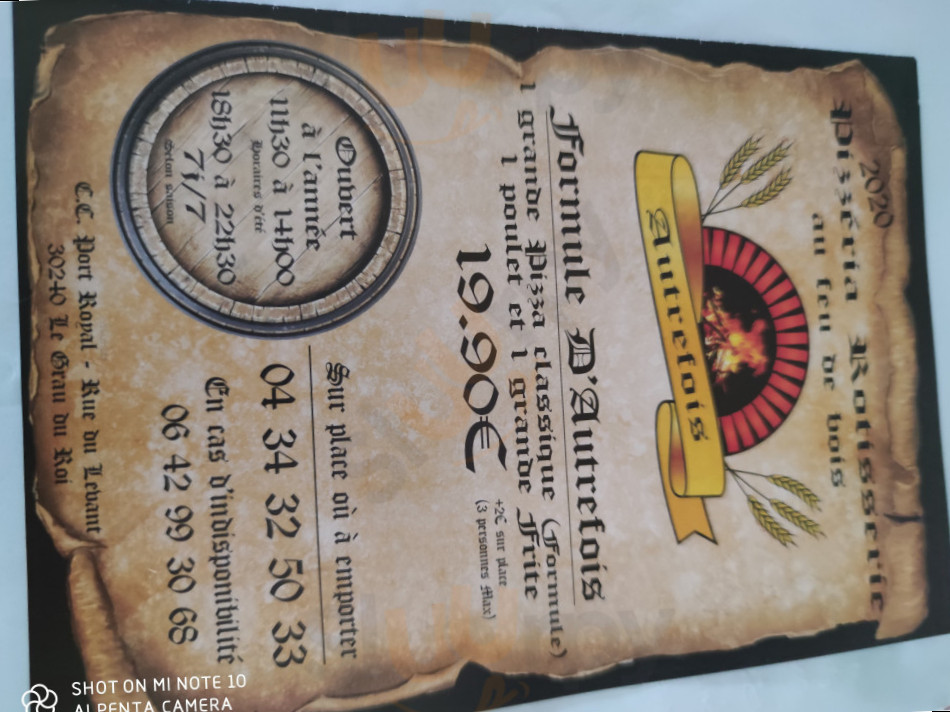 2020
Pizzéria Rotisserie
au feu de bois
Autrefois
Formule D'Autrefois
1 grande Pizza classique (Formule)
1 poulet et 1 grande Frite
19.90€
+2€ sur place
(3 personnes Max)
Ouvert
à l'année
11h30 à 14h00
Horaires d'été
18h30 à 22h30
7j/7
Selon saison
Sur place où à emporter
04 34 32 50 33
En cas d'indisponibilité
06 42 99 30 68
C.C. Port Royal - Rue du Levant
30240 Le Grau du Roi
SHOT ON MI NOTE 10
AI PENTA CAMERA